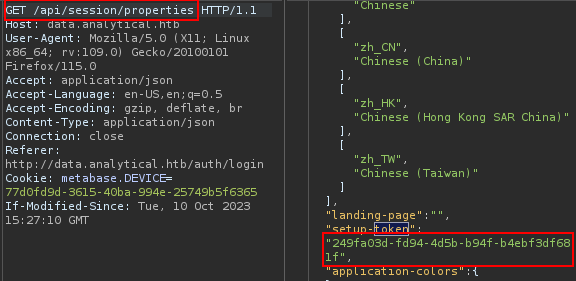 GET /api/session/properties HTTP/1.1
Host: data.analytical.htb
User-Agent: Mozilla/5.0 (X11; Linux
x86_64; rv:109.0) Gecko/20100101
Firefox/115.0
Accept: application/json
Accept-Language: en-US,en;q=0.5
Accept-Encoding: gzip, deflate, br
Content-Type: application/json
Connection: close
Referer:
http://data.analytical.htb/auth/login
Cookie: metabase.DEVICE=
77d0fd9d-3615-40ba-994e-25749b5f6365
If-Modified-Since: Tue, 10 Oct 2023
15:27:10 GMT
"Chinese"
],
[
"zh_CN",
"Chinese (China)"
],
[
"zh_HK",
"Chinese (Hong Kong SAR China)"
],
[
"zh_TW",
"Chinese (Taiwan)"
]
],
"landing-page":"",
"setup-token":
"249fa03d-fd94-4d5b-b94f-b4ebf3df68
1f",
"application-colors":{